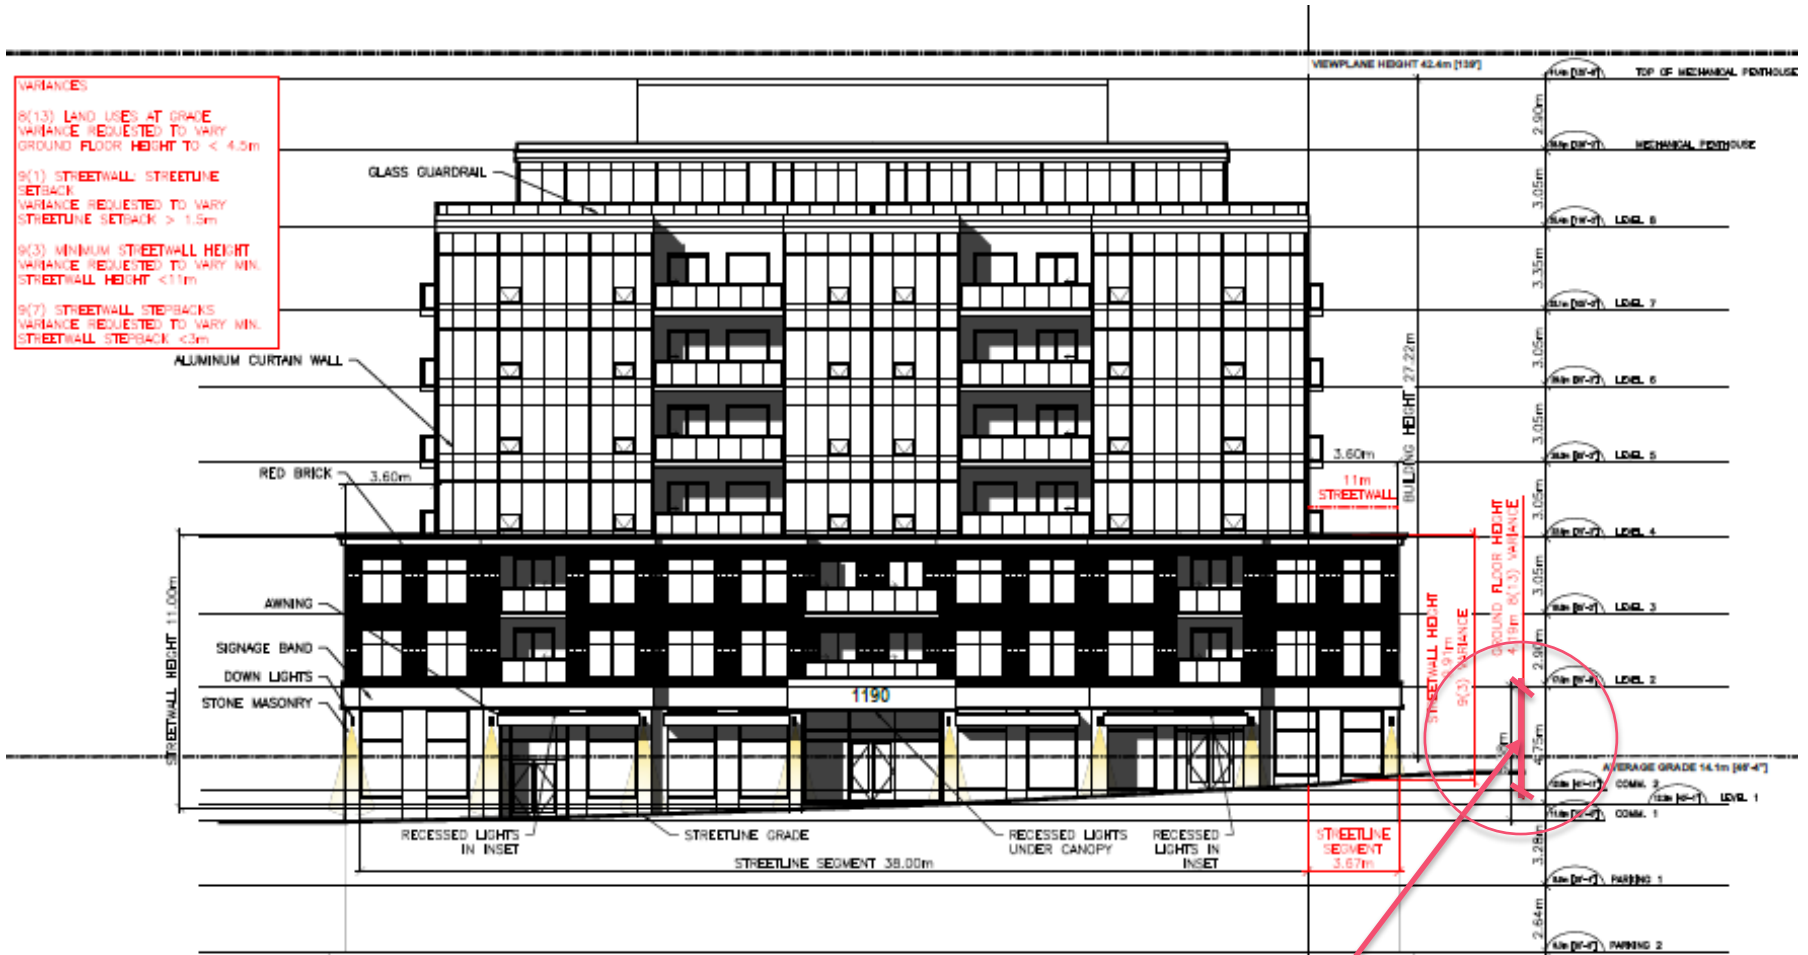 VIEWPLANE HEIGHT 42.4m [139']
TOP OF MECHANICAL PENTHOUSE
VARIANCES
8(13) LAND USES AT GRADE
VARIANCE REQUESTED TO VARY
GROUND FLOOR HEIGHT TO < 4.5m
9(1) STREETWALL: STREETLINE
SETBACK
VARIANCE REQUESTED TO VARY
STREETLINE SETBACK > 1.5m
9(3) MINIMUM STREETWALL HEIGHT
VARIANCE REQUESTED TO VARY MIN.
STREETWALL HEIGHT <11m
9(7) STREETWALL STEPBACKS
VARIANCE REQUESTED TO VARY MIN.
STREETWALL STEPBACK <3m
2.90m
MECHANICAL PENTHOUSE
GLASS GUARDRAIL
3.05m
LEVEL 8
3.35m
LEVEL 7
ALUMINUM CURTAIN WALL
BUILDING HEIGHT 27.22m
3.05m
LEVEL 6
3.05m
LEVEL 5
RED BRICK
3.60m
3.60m
11m
STREETWALL
3.05m
LEVEL 4
STREETWALL HEIGHT 11.00m
AWNING
STREETWALL HEIGHT
9(3) VARIANCE
GROUND FLOOR HEIGHT
8(13) VARIANCE
3.05m
LEVEL 3
SIGNAGE BAND
DOWN LIGHTS
STONE MASONRY
1190
LEVEL 2
4.75m
AVERAGE GRADE 14.1m [46'-4"]
COMM. 2
LEVEL 1
COMM. 1
RECESSED LIGHTS
IN INSET
STREETLINE GRADE
RECESSED LIGHTS
UNDER CANOPY
RECESSED
LIGHTS IN
INSET
STREETLINE
SEGMENT
3.67m
STREETLINE SEGMENT 38.00m
3.28m
PARKING 1
2.64m
PARKING 2